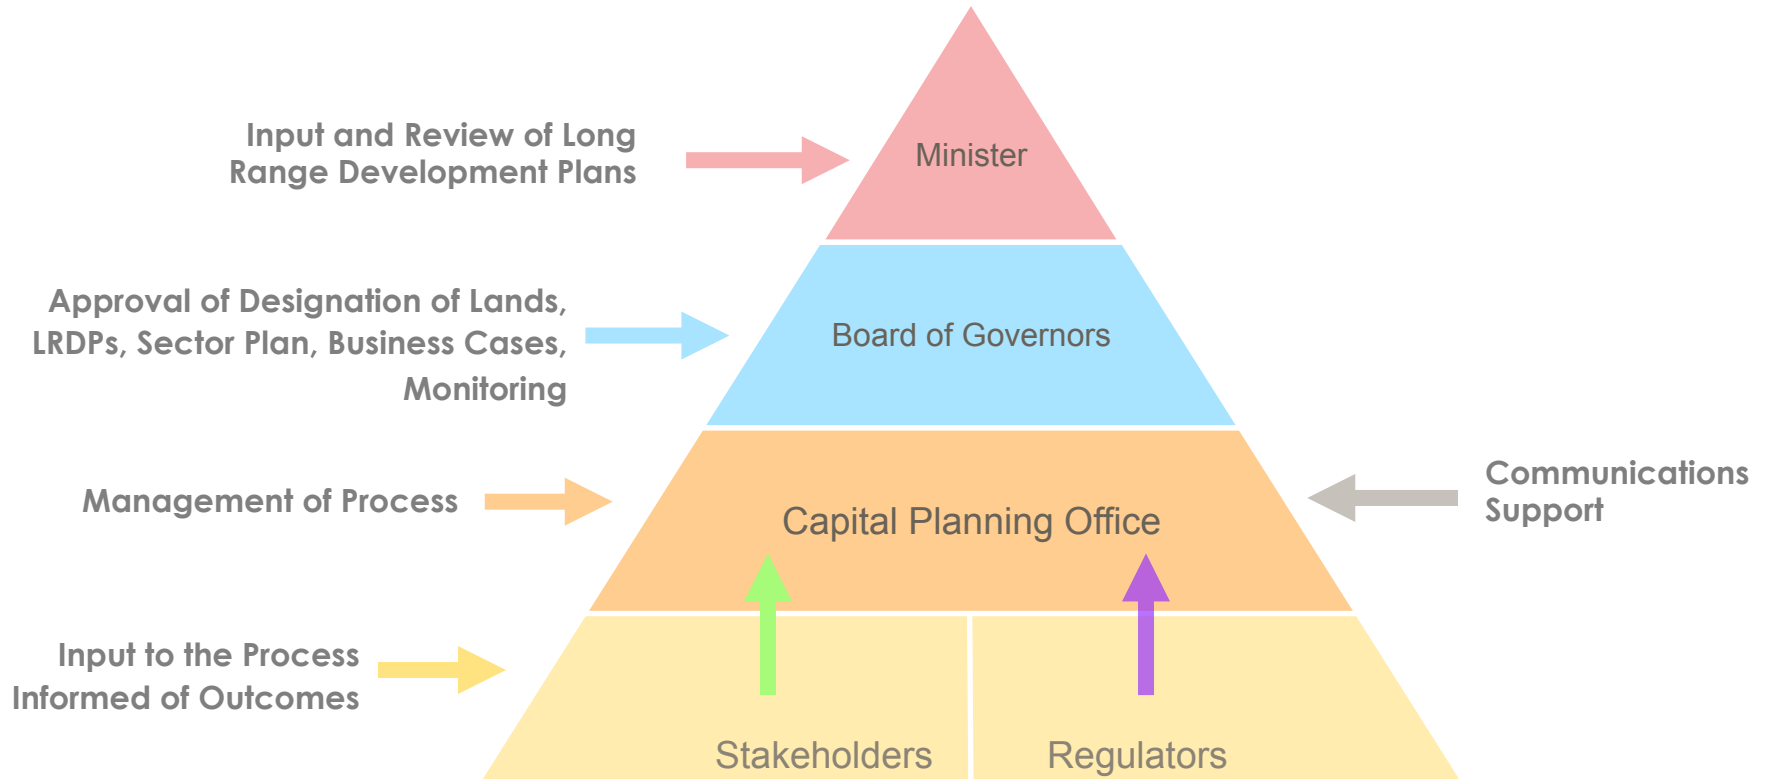 Input and Review of Long
Range Development Plans
Minister
Approval of Designation of Lands,
LRDPs, Sector Plan, Business Cases,
Monitoring
Board of Governors
Management of Process
Capital Planning Office
Communications
Support
Input to the Process
Informed of Outcomes
Stakeholders
Regulators